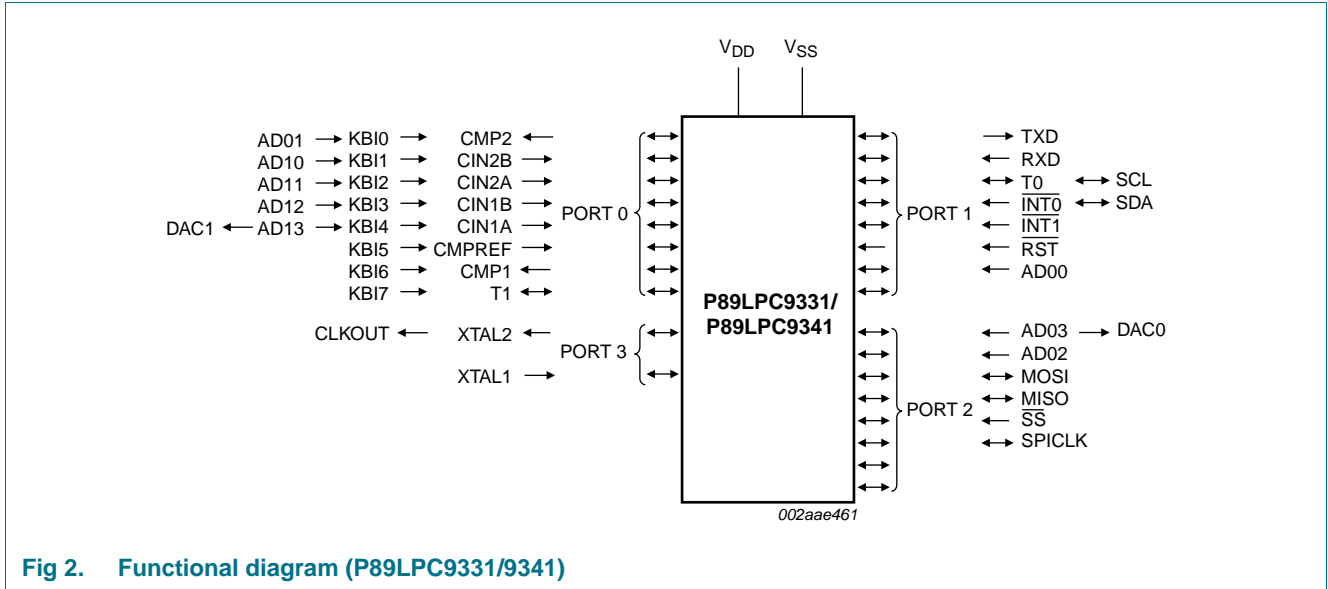 VDD VSS
AD01 KBI0 CMP2 TXD
AD10 KBI1 CIN2B RXD
AD11 KBI2 CIN2A T0 SCL
AD12 KBI3 CIN1B PORT 0 PORT 1 INT0 SDA
DAC1 AD13 KBI4 CIN1A INT1
KBI5 CMPREF RST
KBI6 CMP1 AD00
KBI7 T1
P89LPC9331/
P89LPC9341
CLKOUT XTAL2 PORT 3 AD03 DAC0
AD02
XTAL1 MOSI
MISO
PORT 2 SS
SPICLK
002aae461
Fig 2. Functional diagram (P89LPC9331/9341)